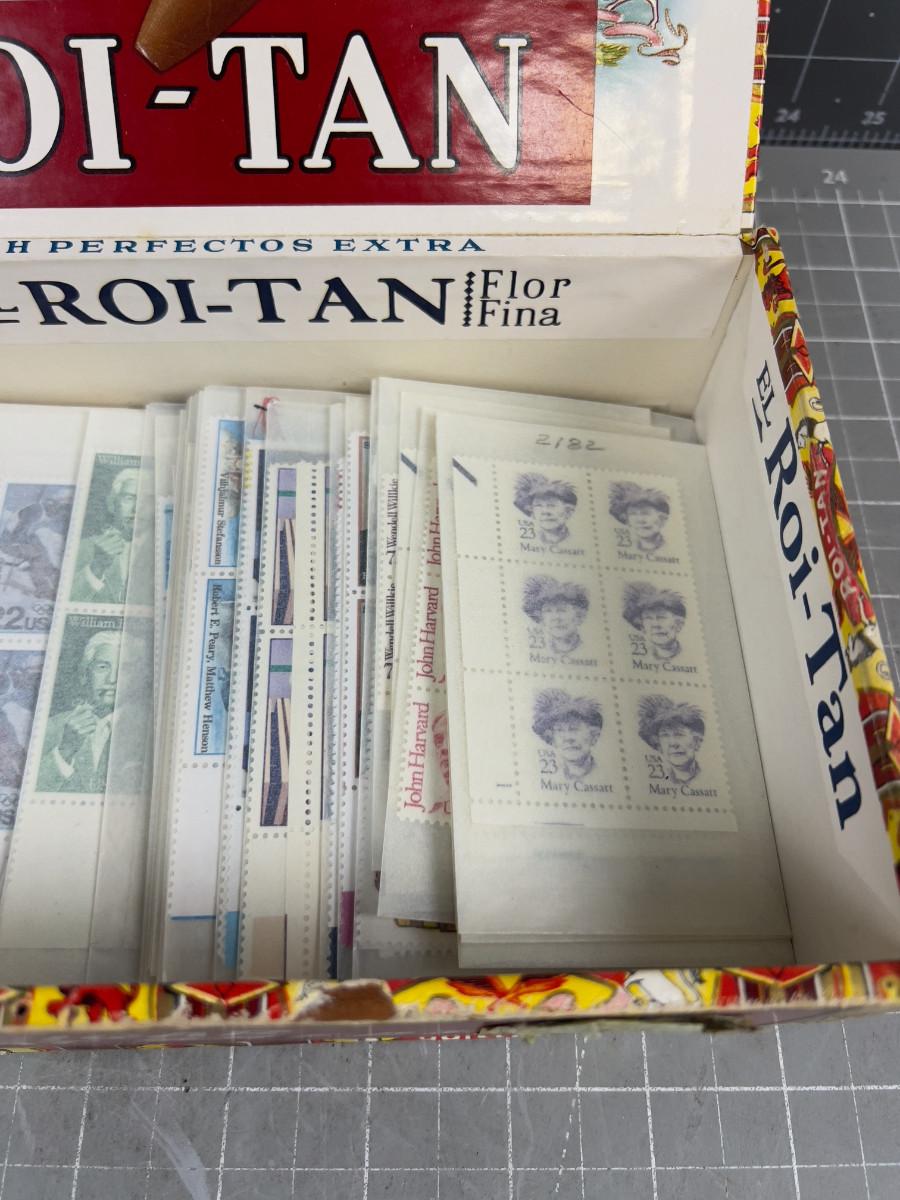 OI-TAN
24
25
24
H PERFECTOS EXTRA
-ROI-TAN Flor
Fina
EL ROI-TAN
ROI-TAN
2182
USA
23
Mary Cassatt
USA
23
Mary Cassatt
USA
23
Mary Cassatt
USA
23
Mary Cassatt
USA
23
Mary Cassatt
USA
23
Mary Cassatt
John Har
John Harvard
John Harvard
Wendell Willkie
Wendell Willkie
Vilhjalmur Stefansson
Robert E. Peary, Matthew Henson
William
William
22 US